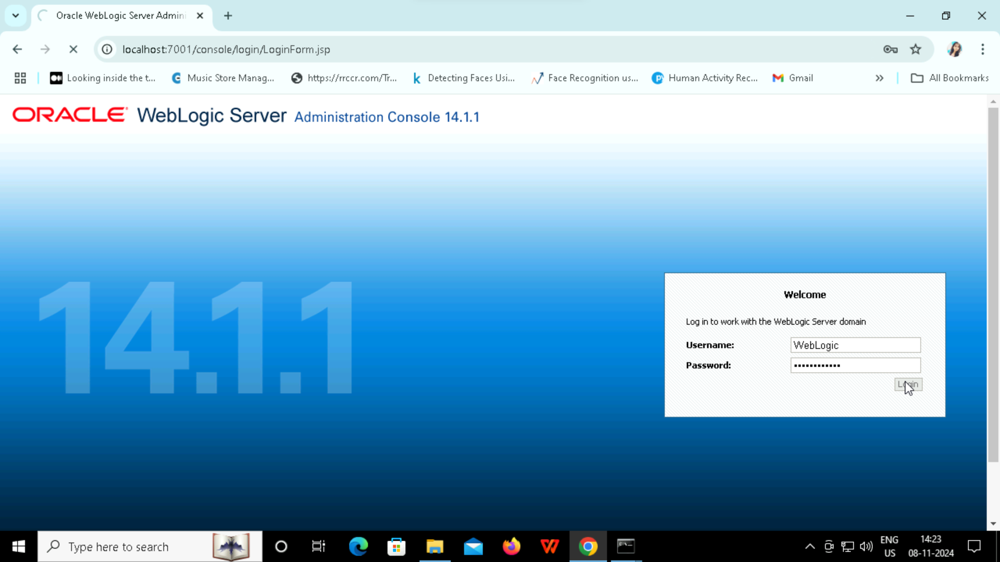 Oracle WebLogic Server Admini
localhost:7001/console/login/LoginForm.jsp
Looking inside the t... Music Store Manag... https://rrccr.com/Tr... Detecting Faces Usi... Face Recognition us... Human Activity Rec... Gmail All Bookmarks
ORACLE WebLogic Server Administration Console 14.1.1
14.1.1
Welcome
Log in to work with the WebLogic Server domain
Username: WebLogic
Password: ••••••••••••
Login
Type here to search
ENG
US
14:23
08-11-2024